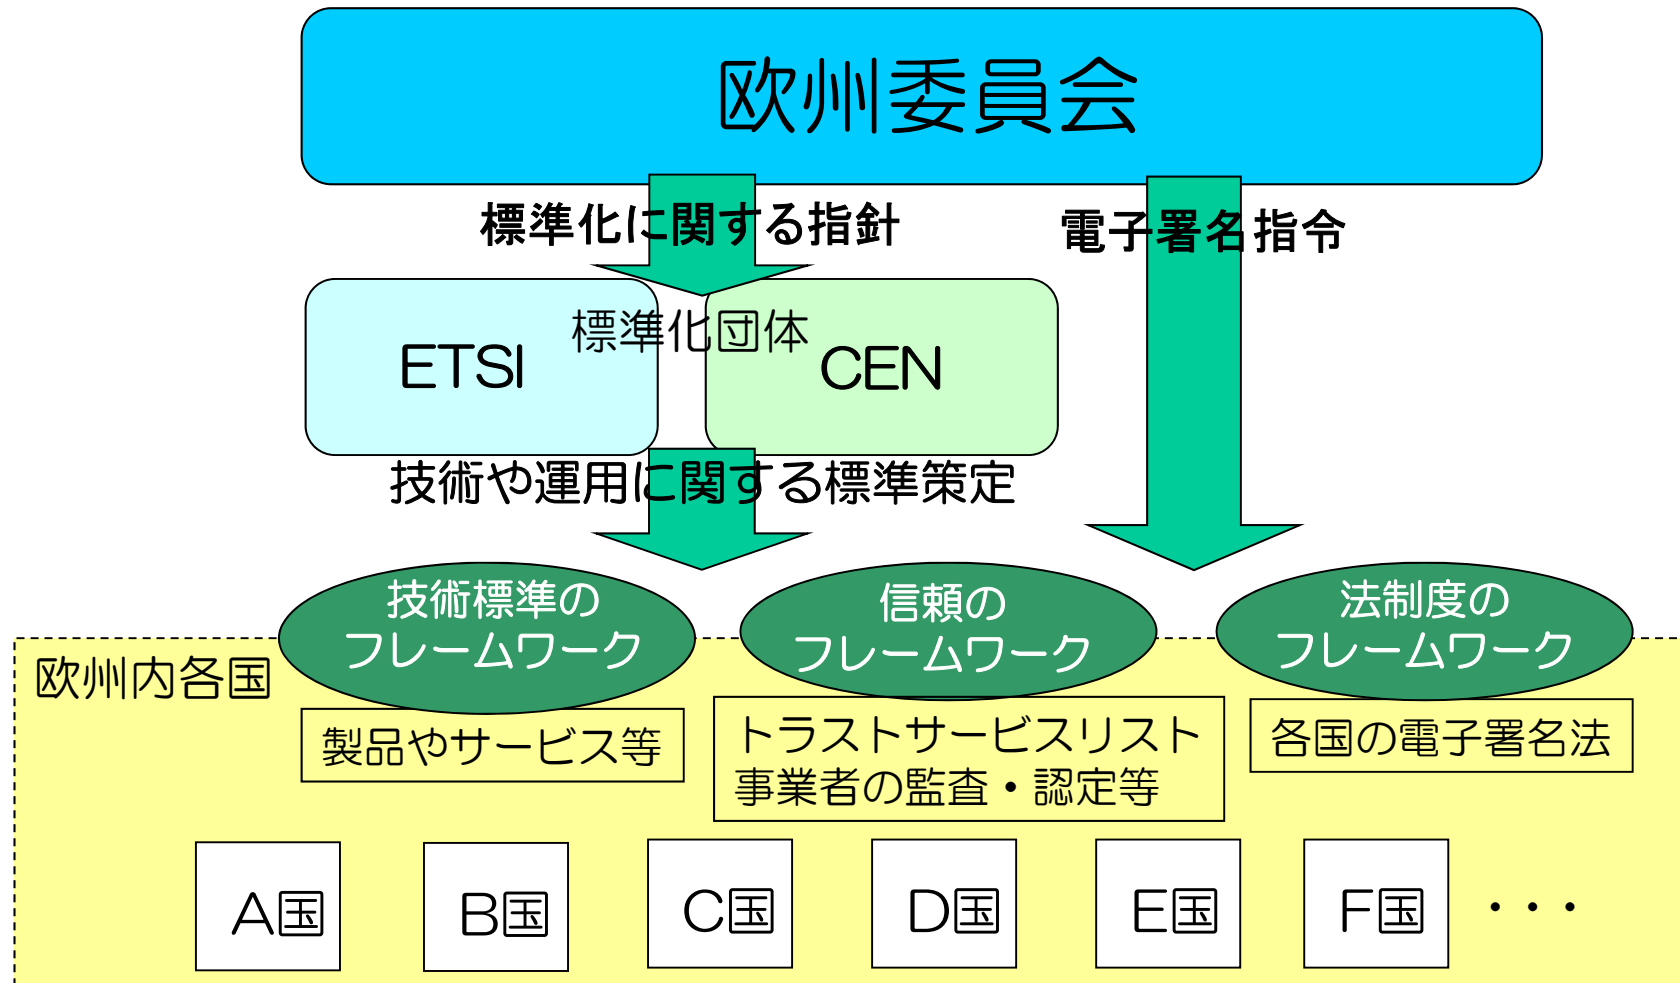 欧州委員会
標準化に関する指針
電子署名指令
標準化団体
ETSI
CEN
技術や運用に関する標準策定
技術標準の
フレームワーク
信頼の
フレームワーク
法制度の
フレームワーク
欧州内各国
製品やサービス等
トラストサービスリスト
事業者の監査・認定等
各国の電子署名法
A国
B国
C国
D国
E国
F国
・・・